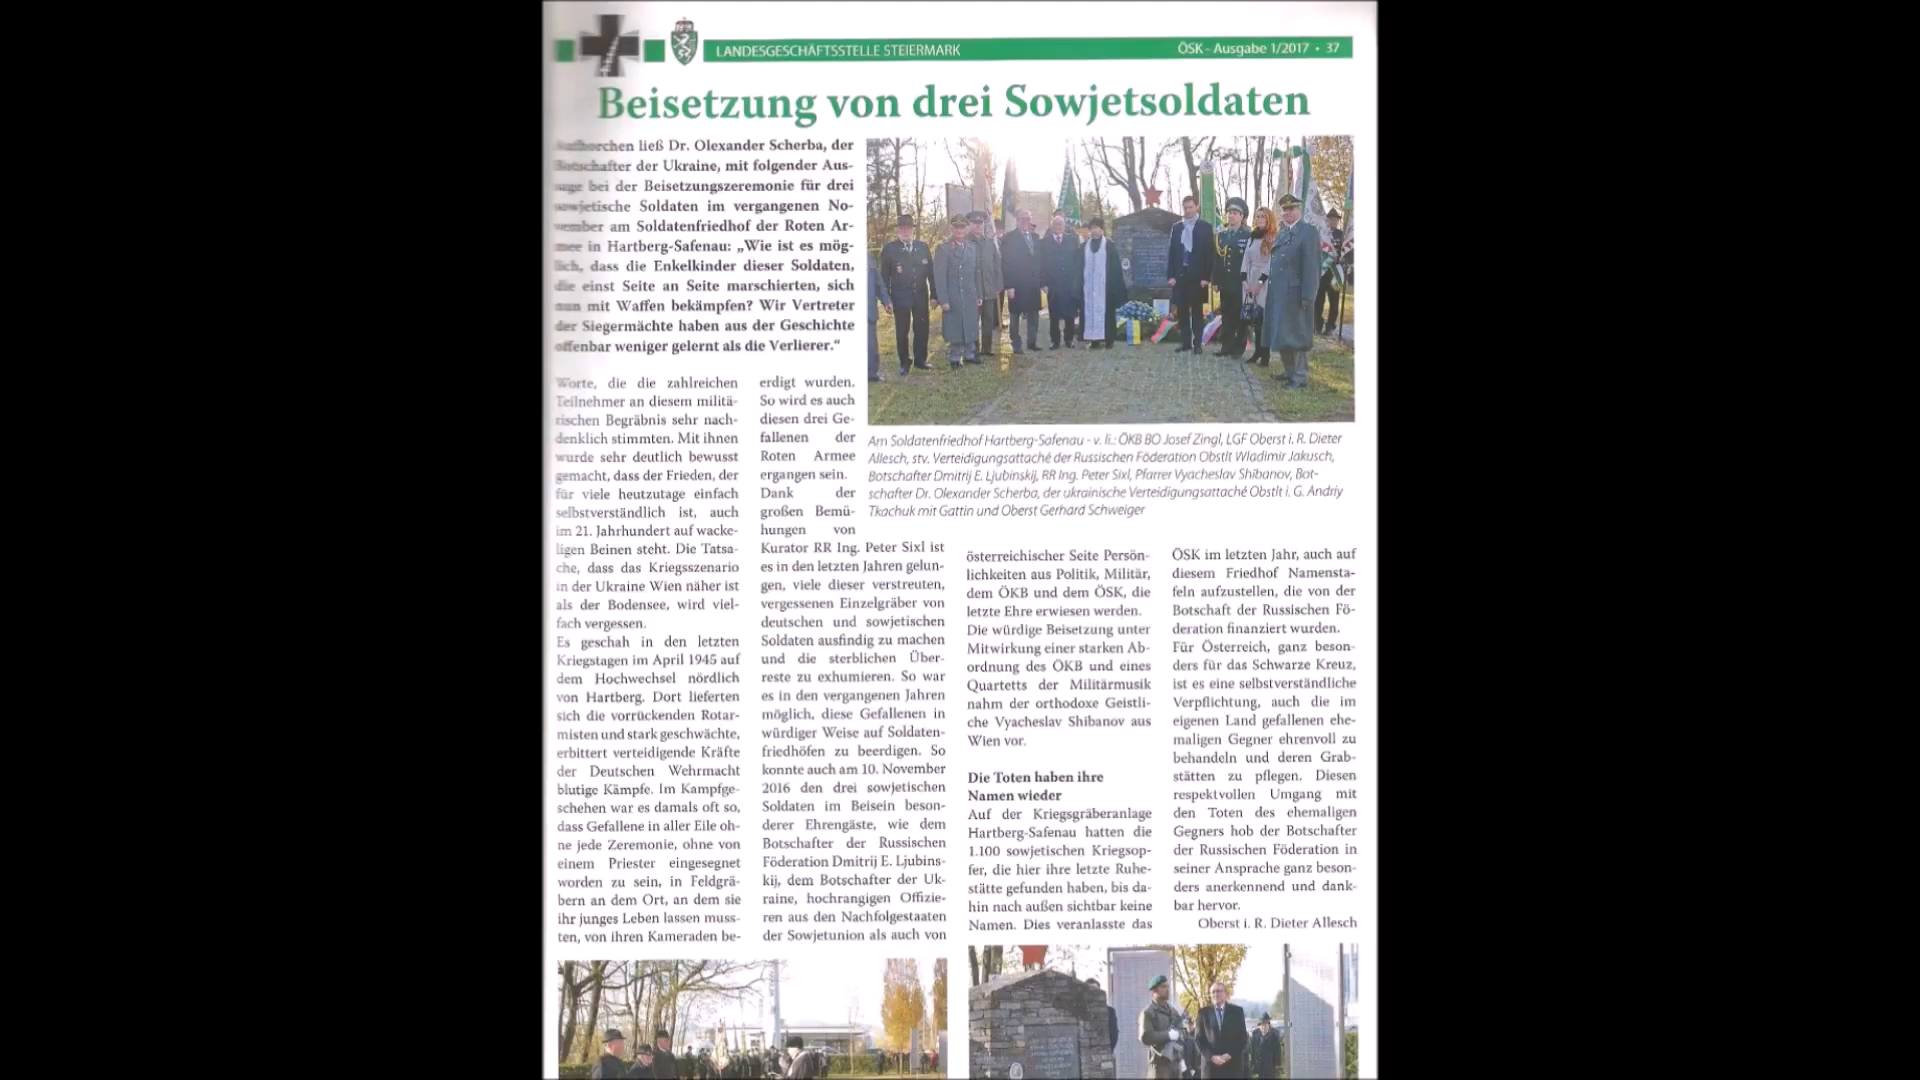 LANDESGESCHÄFTSSTELLE STEIERMARK
ÖSK - Ausgabe 1/2017 • 37
Beisetzung von drei Sowjetsoldaten
Aufhorchen ließ Dr. Olexander Scherba, der
Botschafter der Ukraine, mit folgender Aus-
sage bei der Beisetzungszeremonie für drei
sowjetische Soldaten im vergangenen No-
vember am Soldatenfriedhof der Roten Ar-
mee in Hartberg-Safenau: „Wie ist es mög-
lich, dass die Enkelkinder dieser Soldaten,
die einst Seite an Seite marschierten, sich
nun mit Waffen bekämpfen? Wir Vertreter
der Siegermächte haben aus der Geschichte
offenbar weniger gelernt als die Verlierer.“
Worte, die die zahlreichen
Teilnehmer an diesem militä-
rischen Begräbnis sehr nach-
denklich stimmten. Mit ihnen
wurde sehr deutlich bewusst
gemacht, dass der Frieden, der
für viele heutzutage einfach
selbstverständlich ist, auch
im 21. Jahrhundert auf wacke-
ligen Beinen steht. Die Tatsa-
che, dass das Kriegsszenario
in der Ukraine Wien näher ist
als der Bodensee, wird viel-
fach vergessen.
Es geschah in den letzten
Kriegstagen im April 1945 auf
dem Hochwechsel nördlich
von Hartberg. Dort lieferten
sich die vorrückenden Rotar-
misten und stark geschwächte,
erbittert verteidigende Kräfte
der Deutschen Wehrmacht
blutige Kämpfe. Im Kampfge-
schehen war es damals oft so,
dass Gefallene in aller Eile oh-
ne jede Zeremonie, ohne von
einem Priester eingesegnet
worden zu sein, in Feldgrä-
bern an dem Ort, an dem sie
ihr junges Leben lassen muss-
ten, von ihren Kameraden be-
erdigt wurden.
So wird es auch
diesen drei Ge-
fallenen der
Roten Armee
ergangen sein.
Dank der
großen Bemü-
hungen von
Kurator RR Ing. Peter Sixl ist
es in den letzten Jahren gelun-
gen, viele dieser verstreuten,
vergessenen Einzelgräber von
deutschen und sowjetischen
Soldaten ausfindig zu machen
und die sterblichen Über-
reste zu exhumieren. So war
es in den vergangenen Jahren
möglich, diese Gefallenen in
würdiger Weise auf Soldaten-
friedhöfen zu beerdigen. So
konnte auch am 10. November
2016 den drei sowjetischen
Soldaten im Beisein beson-
derer Ehrengäste, wie dem
Botschafter der Russischen
Föderation Dmitrij E. Ljubins-
kij, dem Botschafter der Uk-
raine, hochrangigen Offizie-
ren aus den Nachfolgestaaten
der Sowjetunion als auch von
Am Soldatenfriedhof Hartberg-Safenau - v. li.: ÖKB BO Josef Zingl, LGF Oberst i. R. Dieter
Allesch, stv. Verteidigungsattaché der Russischen Föderation Obstlt Wladimir Jakusch,
Botschafter Dmitrij E. Ljubinskij, RR Ing. Peter Sixl, Pfarrer Vyacheslav Shibanov, Bot-
schafter Dr. Olexander Scherba, der ukrainische Verteidigungsattaché Obstlt i. G. Andriy
Tkachuk mit Gattin und Oberst Gerhard Schweiger
österreichischer Seite Persön-
lichkeiten aus Politik, Militär,
dem ÖKB und dem ÖSK, die
letzte Ehre erwiesen werden.
Die würdige Beisetzung unter
Mitwirkung einer starken Ab-
ordnung des ÖKB und eines
Quartetts der Militärmusik
nahm der orthodoxe Geistli-
che Vyacheslav Shibanov aus
Wien vor.
Die Toten haben ihre
Namen wieder
Auf der Kriegsgräberanlage
Hartberg-Safenau hatten die
1.100 sowjetischen Kriegsop-
fer, die hier ihre letzte Ruhe-
stätte gefunden haben, bis da-
hin nach außen sichtbar keine
Namen. Dies veranlasste das
ÖSK im letzten Jahr, auch auf
diesem Friedhof Namensta-
feln aufzustellen, die von der
Botschaft der Russischen Fö-
deration finanziert wurden.
Für Österreich, ganz beson-
ders für das Schwarze Kreuz,
ist es eine selbstverständliche
Verpflichtung, auch die im
eigenen Land gefallenen ehe-
maligen Gegner ehrenvoll zu
behandeln und deren Grab-
stätten zu pflegen. Diesen
respektvollen Umgang mit
den Toten des ehemaligen
Gegners hob der Botschafter
der Russischen Föderation in
seiner Ansprache ganz beson-
ders anerkennend und dank-
bar hervor.
Oberst i. R. Dieter Allesch